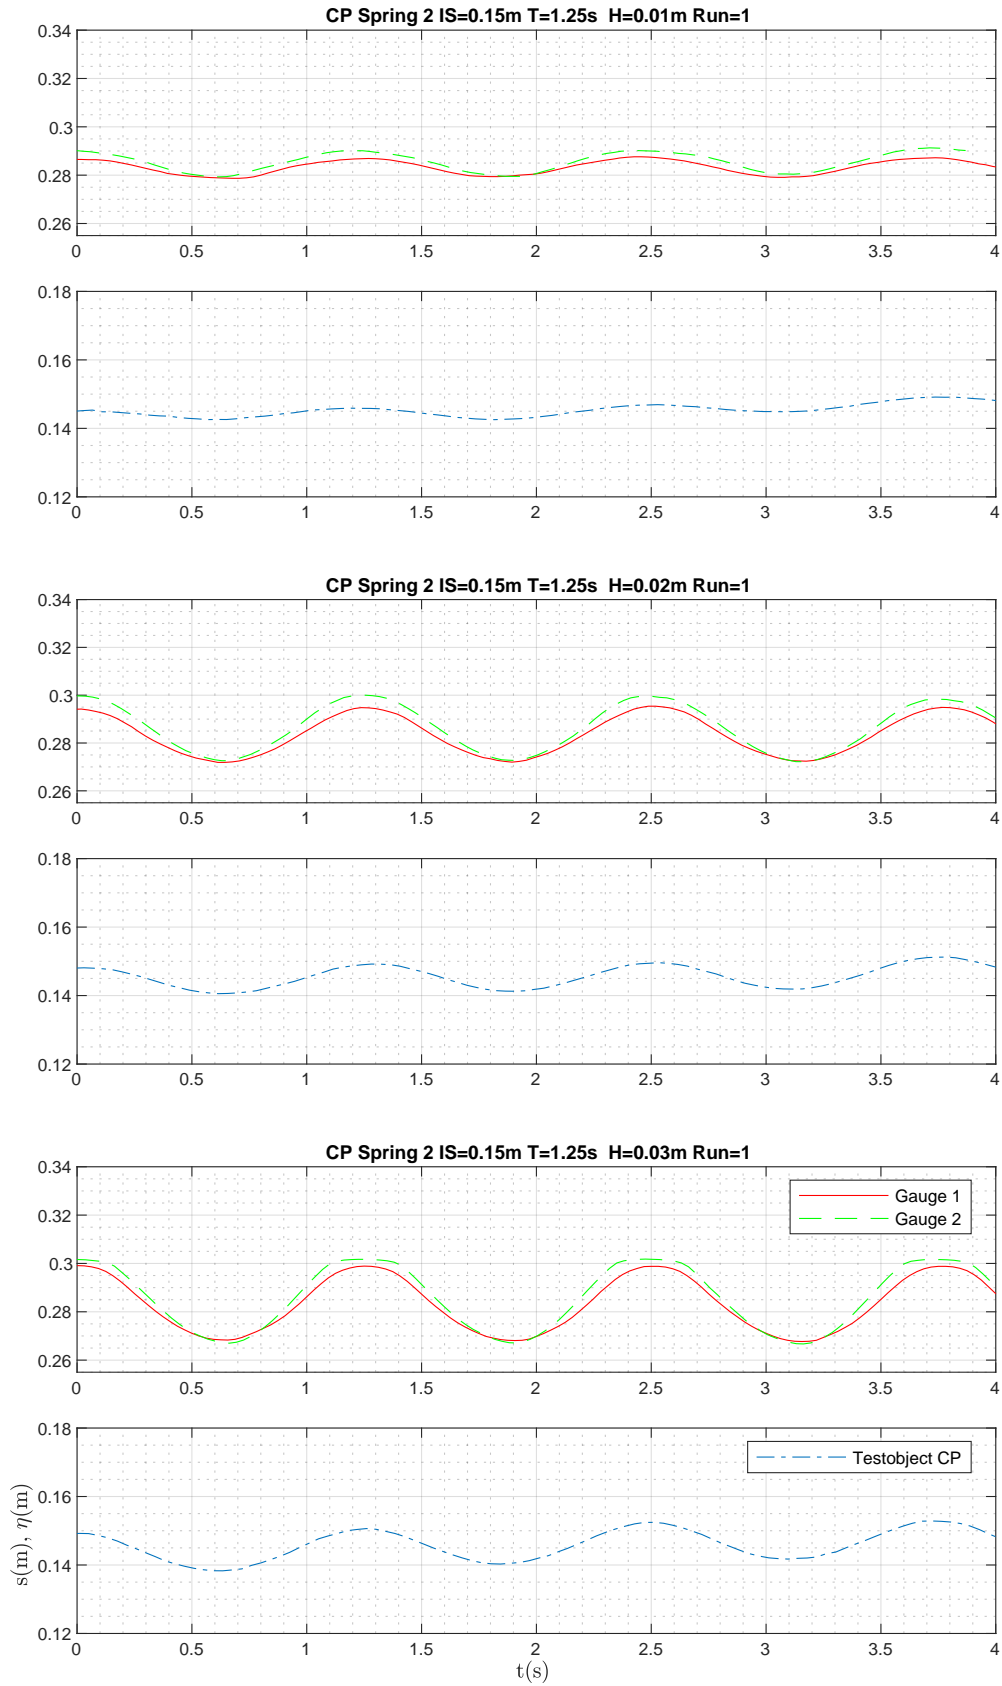 CP Spring 2 IS=0.15m T=1.25s  H=0.01m Run=1
0.34
0.32
0.3
0.28
0.26
0 0.5 1 1.5 2 2.5 3 3.5 4
0.18
0.16
0.14
0.12
0 0.5 1 1.5 2 2.5 3 3.5 4
CP Spring 2 IS=0.15m T=1.25s  H=0.02m Run=1
0.34
0.32
0.3
0.28
0.26
0 0.5 1 1.5 2 2.5 3 3.5 4
0.18
0.16
0.14
0.12
0 0.5 1 1.5 2 2.5 3 3.5 4
CP Spring 2 IS=0.15m T=1.25s  H=0.03m Run=1
0.34
Gauge 1
Gauge 2
0.32
0.3
0.28
0.26
0 0.5 1 1.5 2 2.5 3 3.5 4
0.18
Testobject CP
0.16
0.14
0.12
s(m), η(m)
0 0.5 1 1.5 2 2.5 3 3.5 4
t(s)